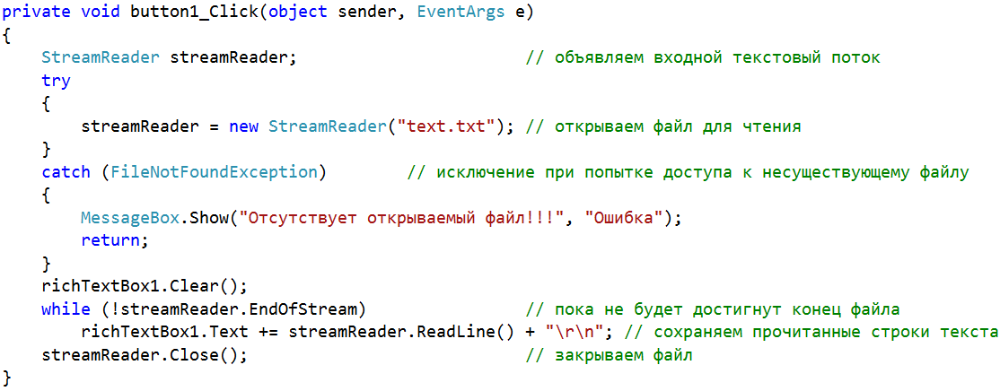 private void button1_Click(object sender, EventArgs e)
{
    StreamReader streamReader;                       // объявляем входной текстовый поток
    try
    {
        streamReader = new StreamReader("text.txt"); // открываем файл для чтения
    }
    catch (FileNotFoundException)        // исключение при попытке доступа к несуществующему файлу
    {
        MessageBox.Show("Отсутствует открываемый файл!!!", "Ошибка");
        return;
    }
    richTextBox1.Clear();
    while (!streamReader.EndOfStream)                // пока не будет достигнут конец файла
        richTextBox1.Text += streamReader.ReadLine() + "\r\n"; // сохраняем прочитанные строки текста
    streamReader.Close();                            // закрываем файл
}